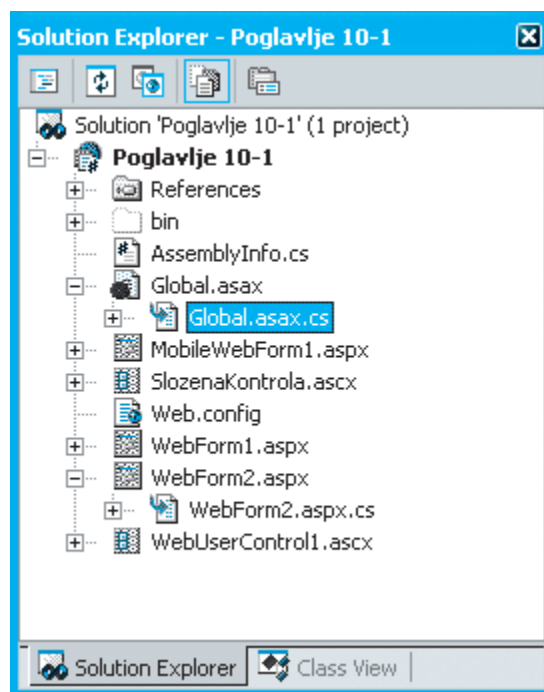 Solution Explorer - Poglavlje 10-1
Solution 'Poglavlje 10-1' (1 project)
Poglavlje 10-1
References
bin
AssemblyInfo.cs
Global.asax
Global.asax.cs
MobileWebForm1.aspx
SlozenaKontrola.ascx
Web.config
WebForm1.aspx
WebForm2.aspx
WebForm2.aspx.cs
WebUserControl1.ascx
Solution Explorer Class View